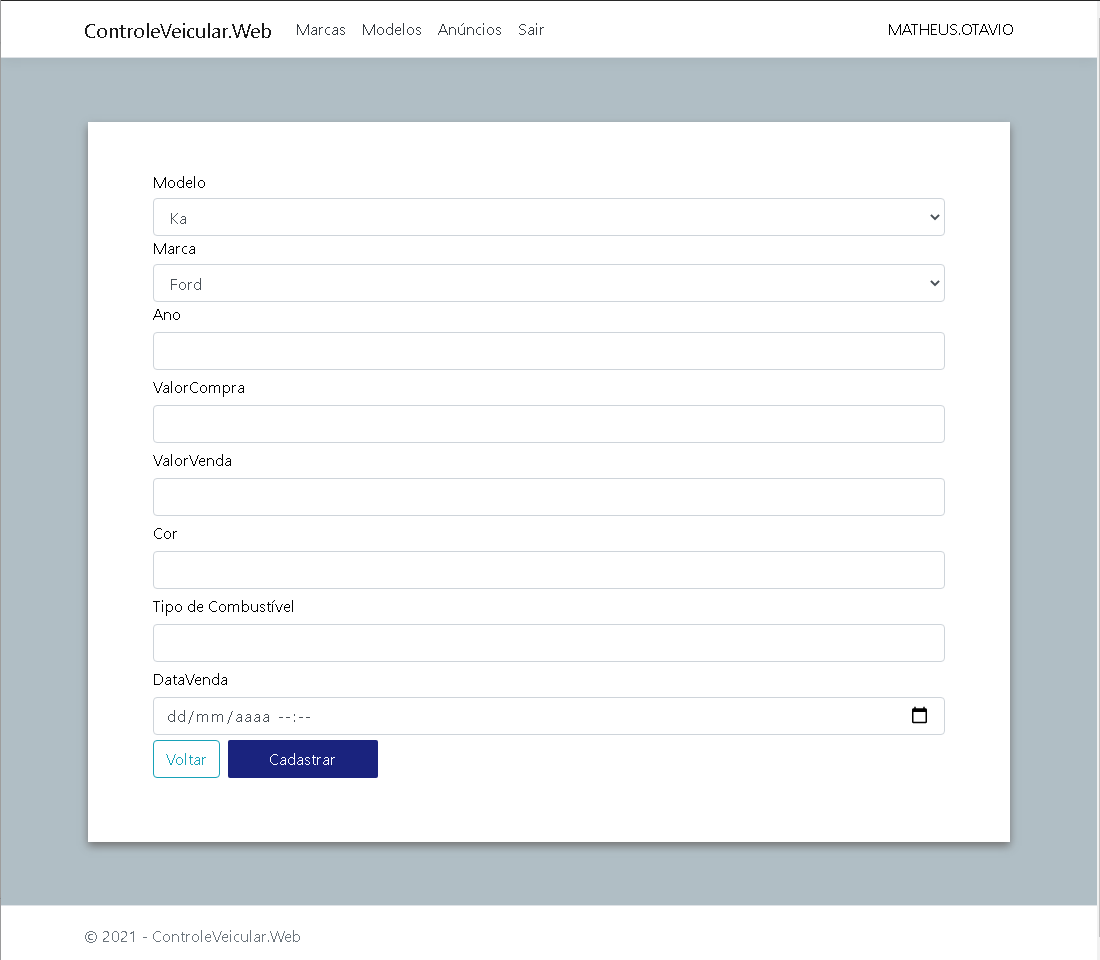 ControleVeicular.Web Marcas Modelos Anúncios Sair MATHEUS.OTAVIO
Modelo
Ka
Marca
Ford
Ano
ValorCompra
ValorVenda
Cor
Tipo de Combustível
DataVenda
dd/mm/aaaa --:--
Voltar Cadastrar
© 2021 - ControleVeicular.Web